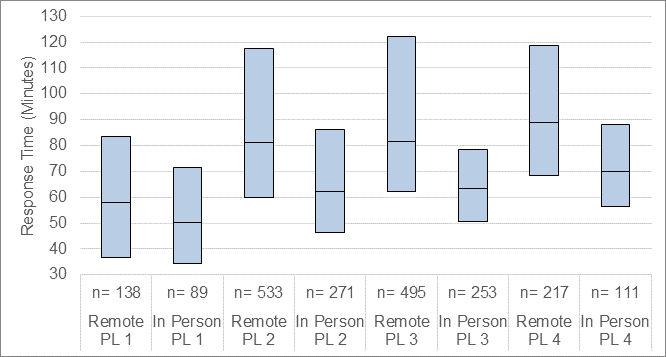 130
120
110
100
90
80
70
60
50
40
30
Response Time (Minutes)
n= 138 n= 89 n= 533 n= 271 n= 495 n= 253 n= 217 n= 111
Remote In Person Remote In Person Remote In Person Remote In Person
PL 1 PL 1 PL 2 PL 2 PL 3 PL 3 PL 4 PL 4